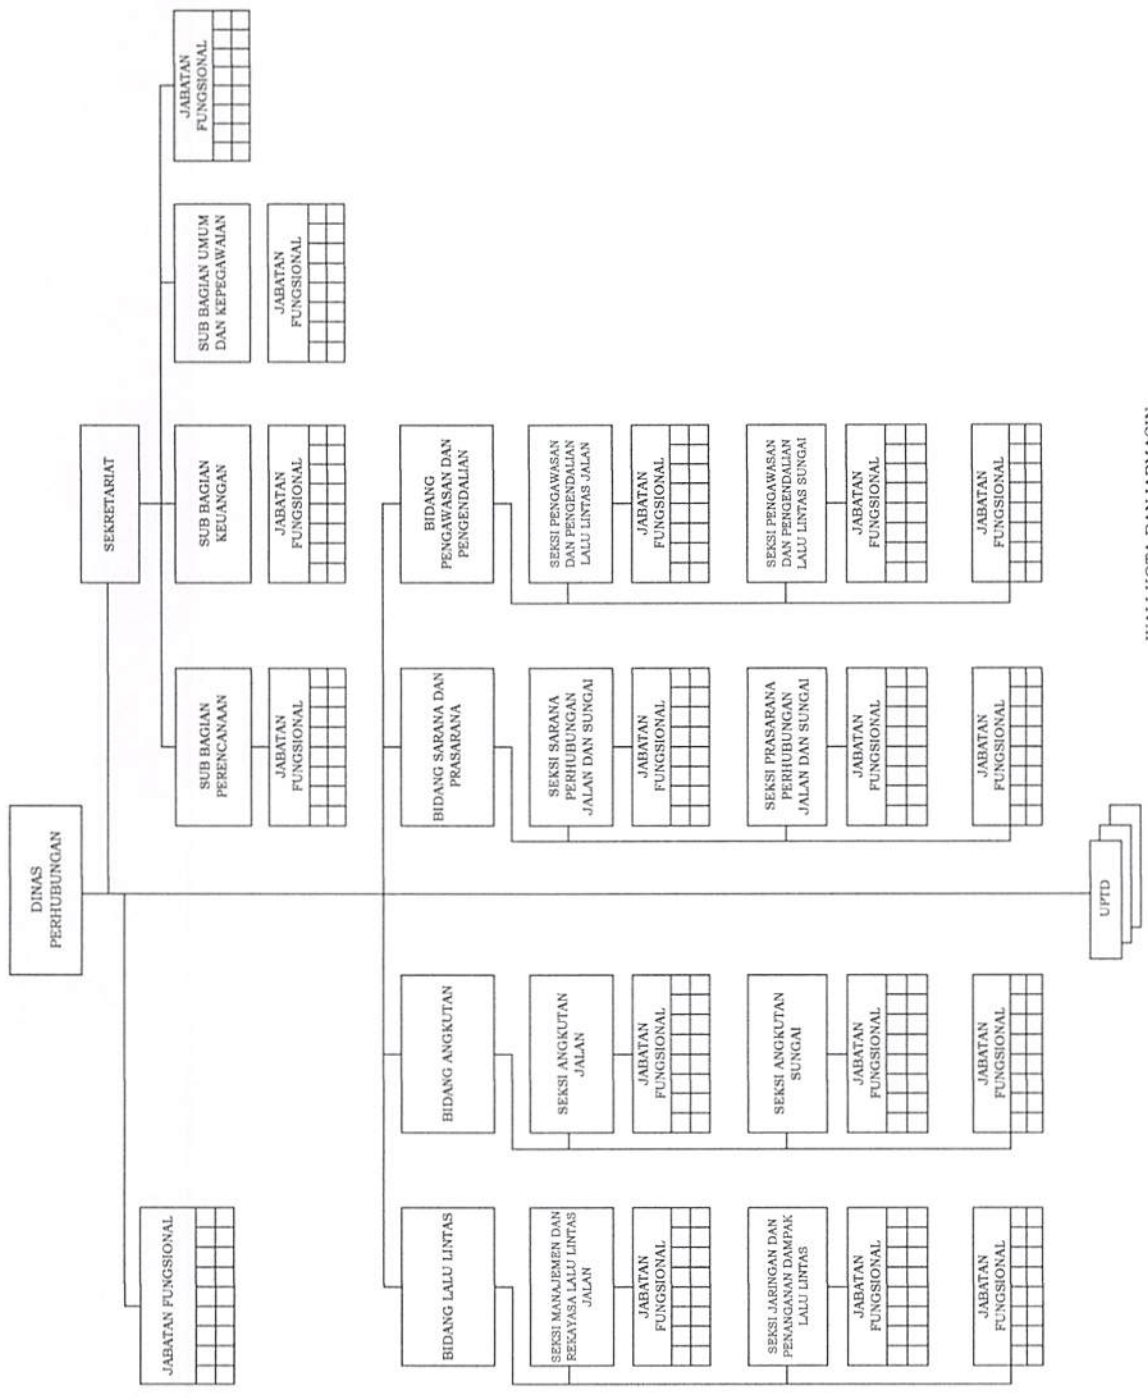 DINAS
PERHUBUNGAN
SEKRETARIAT
JABATAN FUNGSIONAL
SUB BAGIAN
PERENCANAAN
JABATAN
FUNGSIONAL
SUB BAGIAN
KEUANGAN
JABATAN
FUNGSIONAL
SUB BAGIAN UMUM
DAN KEPEGAWAIAN
JABATAN
FUNGSIONAL
JABATAN
FUNGSIONAL
BIDANG LALU LINTAS
SEKSI MANAJEMEN DAN
REKAYASA LALU LINTAS
JALAN
JABATAN
FUNGSIONAL
SEKSI JARINGAN DAN
PENANGANAN DAMPAK
LALU LINTAS
JABATAN
FUNGSIONAL
JABATAN
FUNGSIONAL
BIDANG ANGKUTAN
SEKSI ANGKUTAN
JALAN
JABATAN
FUNGSIONAL
SEKSI ANGKUTAN
SUNGAI
JABATAN
FUNGSIONAL
JABATAN
FUNGSIONAL
BIDANG SARANA DAN
PRASARANA
SEKSI SARANA
PERHUBUNGAN
JALAN DAN SUNGAI
JABATAN
FUNGSIONAL
SEKSI PRASARANA
PERHUBUNGAN
JALAN DAN SUNGAI
JABATAN
FUNGSIONAL
JABATAN
FUNGSIONAL
BIDANG
PENGAWASAN DAN
PENGENDALIAN
SEKSI PENGAWASAN
DAN PENGENDALIAN
LALU LINTAS JALAN
JABATAN
FUNGSIONAL
SEKSI PENGAWASAN
DAN PENGENDALIAN
LALU LINTAS SUNGAI
JABATAN
FUNGSIONAL
JABATAN
FUNGSIONAL
UPTD